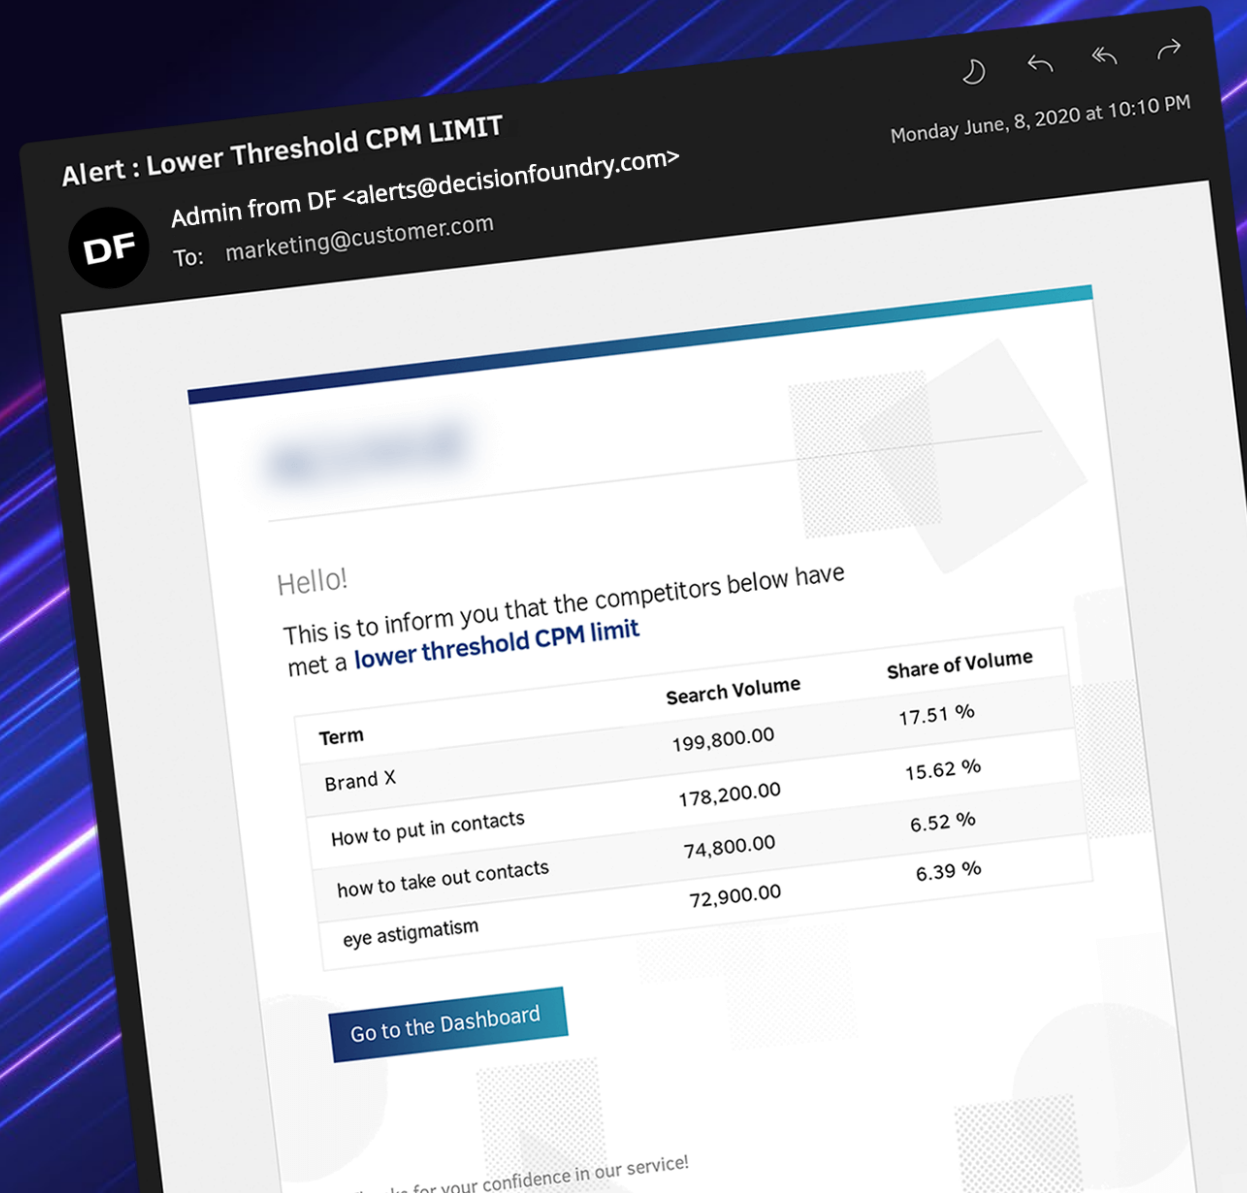 Alert : Lower Threshold CPM LIMIT
Monday June, 8, 2020 at 10:10 PM
DF
Admin from DF <alerts@decisionfoundry.com>
To: marketing@customer.com
Hello!
This is to inform you that the competitors below have
met a lower threshold CPM limit
Term Search Volume Share of Volume
Brand X 199,800.00 17.51 %
How to put in contacts 178,200.00 15.62 %
how to take out contacts 74,800.00 6.52 %
eye astigmatism 72,900.00 6.39 %
Go to the Dashboard
for your confidence in our service!